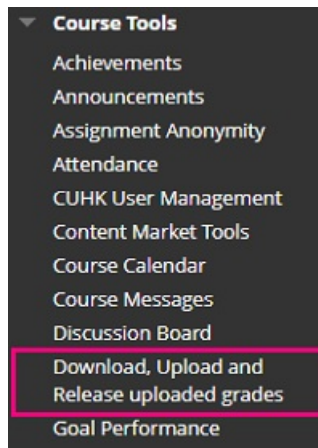 Course Tools
Achievements
Announcements
Assignment Anonymity
Attendance
CUHK User Management
Content Market Tools
Course Calendar
Course Messages
Discussion Board
Download, Upload and
Release uploaded grades
Goal Performance